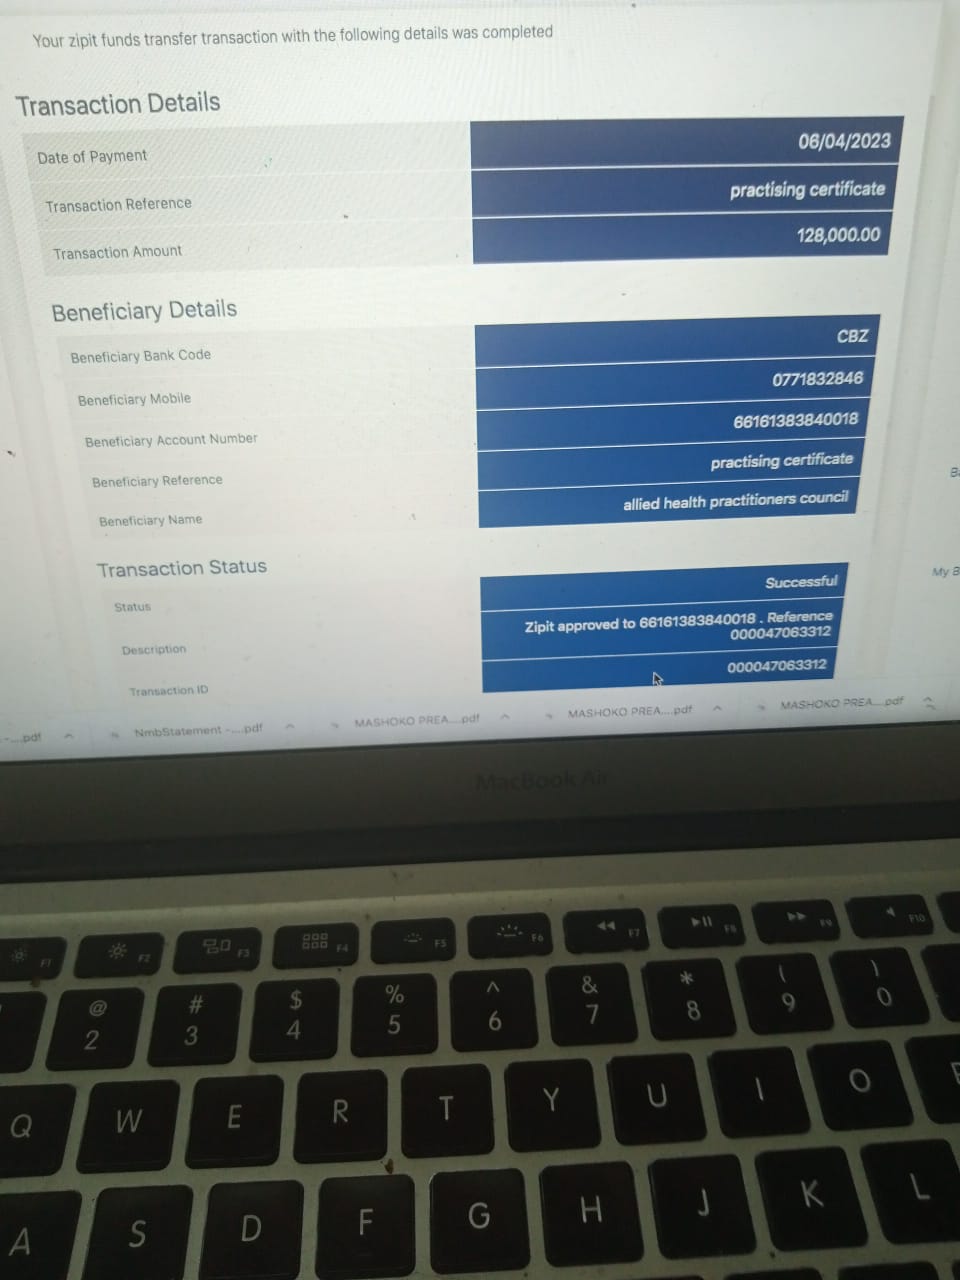 Your zipit funds transfer transaction with the following details was completed
Transaction Details
Date of Payment 06/04/2023
Transaction Reference practising certificate
Transaction Amount 128,000.00
Beneficiary Details
Beneficiary Bank Code CBZ
Beneficiary Mobile 0771832846
Beneficiary Account Number 66161383840018
Beneficiary Reference practising certificate
Beneficiary Name allied health practitioners council
Transaction Status
Status Successful
Description Zipit approved to 66161383840018 . Reference
000047063312
Transaction ID 000047063312
My B
-....pdf NmbStatement -....pdf MASHOKO PREA....pdf MASHOKO PREA....pdf MASHOKO PREA....pdf
MacBook Air
F1 F2 F3 F4 F5 F6 F7 F8 F9 F10
@ # $ % ^ & * ( )
2 3 4 5 6 7 8 9 0
Q W E R T Y U I O
A S D F G H J K L